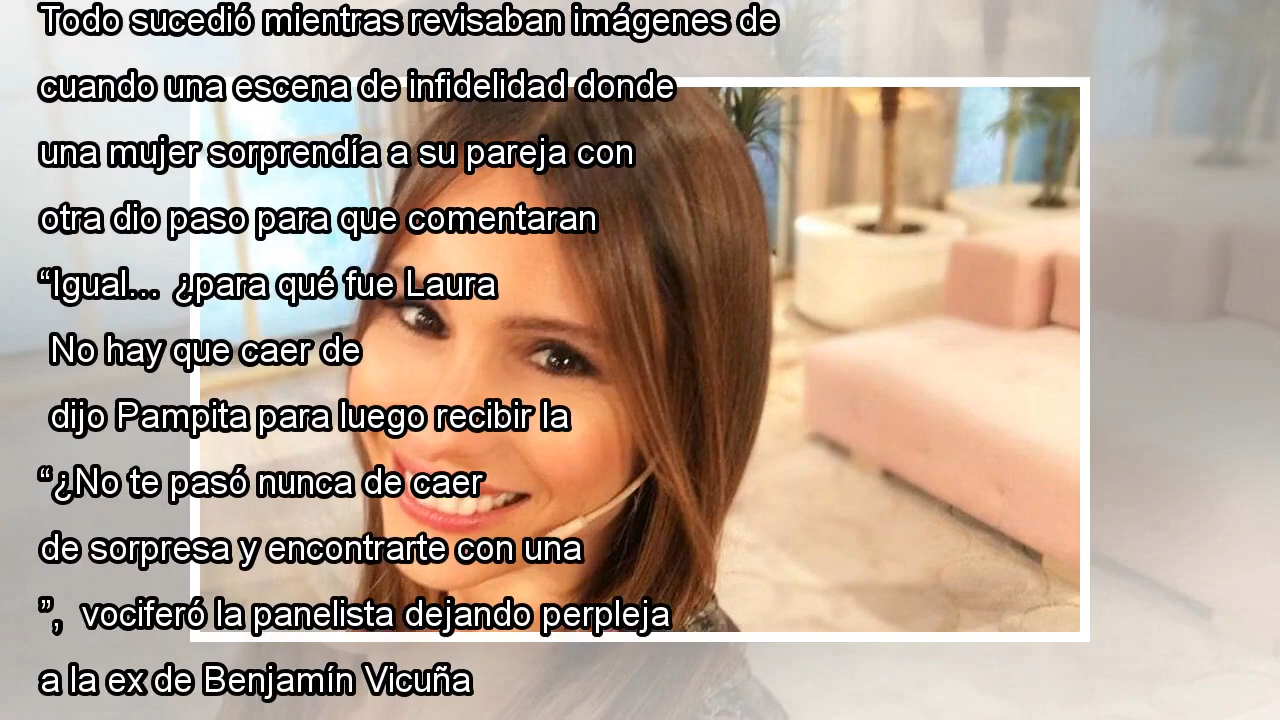 Todo sucedió mientras revisaban imágenes de
cuando una escena de infidelidad donde
una mujer sorprendía a su pareja con
otra dio paso para que comentaran
“Igual... ¿para qué fue Laura
No hay que caer de
dijo Pampita para luego recibir la
“¿No te pasó nunca de caer
de sorpresa y encontrarte con una
”, vociferó la panelista dejando perpleja
a la ex de Benjamín Vicuña